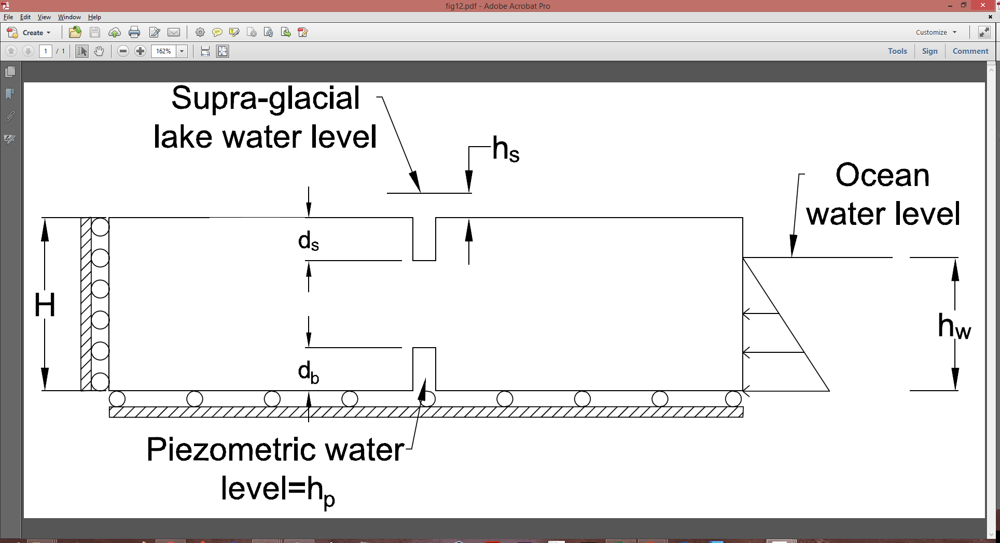 fig12.pdf - Adobe Acrobat Pro
File Edit View Window Help
Create
Customize
1 / 1
162%
Tools Sign Comment
Supra-glacial
lake water level
hs
Ocean
water level
ds
H
hw
db
Piezometric water
level=hp